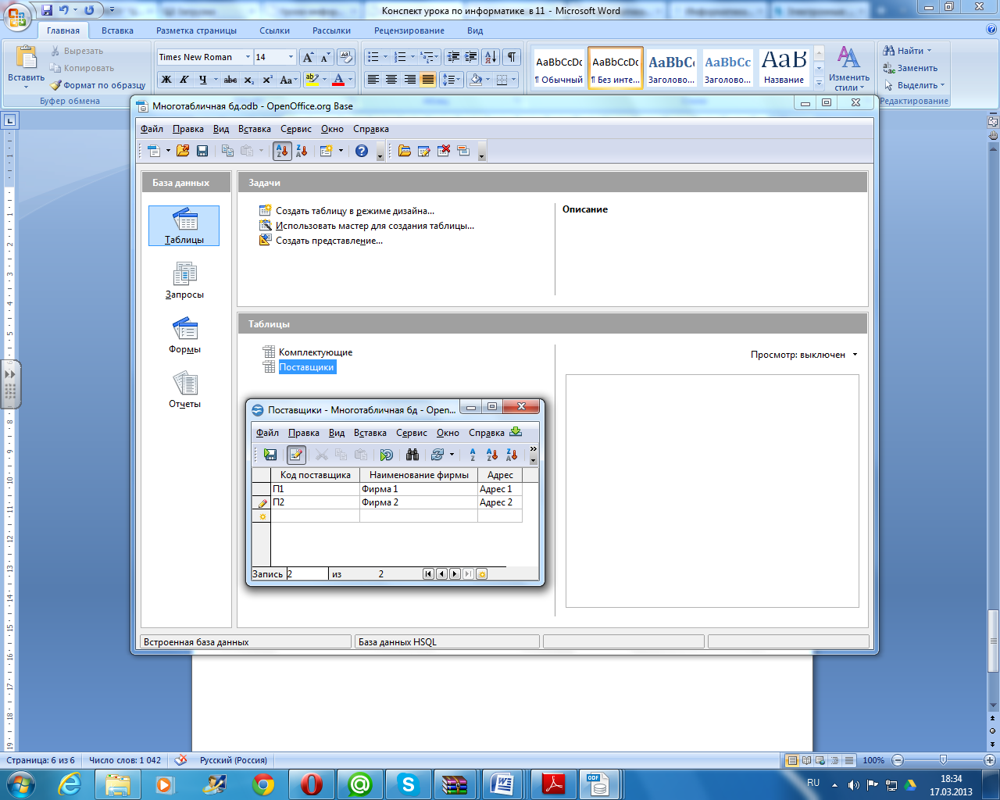 Конспект урока по информатике в 11 - Microsoft Word
Главная Вставка Разметка страницы Ссылки Рассылки Рецензирование Вид
Вставить
Вырезать
Копировать
Формат по образцу
Буфер обмена
Times New Roman 14
AaBbCcDc AaBbCcDc AaBbC AaBbCc
¶ Обычный ¶ Без инте... Заголово... Заголово... Название
Изменить стили
Найти
Заменить
Выделить
Редактирование
Многотабличная бд.odb - OpenOffice.org Base
Файл Правка Вид Вставка Сервис Окно Справка
База данных
Таблицы
Запросы
Формы
Отчеты
Задачи
Создать таблицу в режиме дизайна...
Использовать мастер для создания таблицы...
Создать представление...
Описание
Таблицы
Комплектующие
Поставщики
Просмотр: выключен
Поставщики - Многотабличная бд - Open...
Файл Правка Вид Вставка Сервис Окно Справка
Код поставщика Наименование фирмы Адрес
П1 Фирма 1 Адрес 1
П2 Фирма 2 Адрес 2
Запись 2 из 2
Встроенная база данных База данных HSQL
Страница: 6 из 6 Число слов: 1 042 Русский (Россия) 100%
RU 18:34
17.03.2013